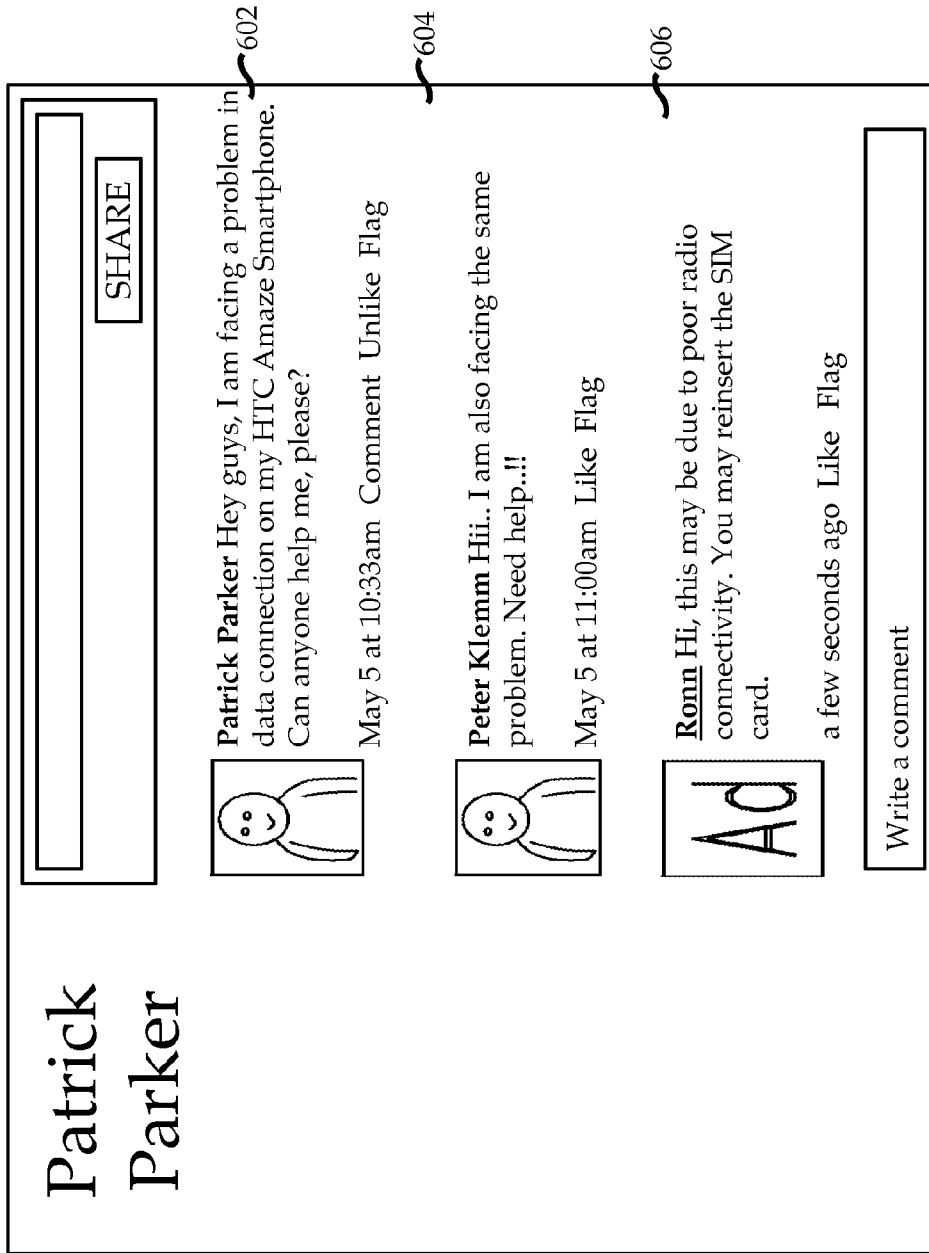 Patrick
Parker
SHARE
Patrick Parker Hey guys, I am facing a problem in
data connection on my HTC Amaze Smartphone.
Can anyone help me, please?
602
May 5 at 10:33am Comment Unlike Flag
604
Peter Klemm Hii.. I am also facing the same
problem. Need help..!!
May 5 at 11:00am Like Flag
606
Ad
Ronn Hi, this may be due to poor radio
connectivity. You may reinsert the SIM
card.
a few seconds ago Like Flag
Write a comment